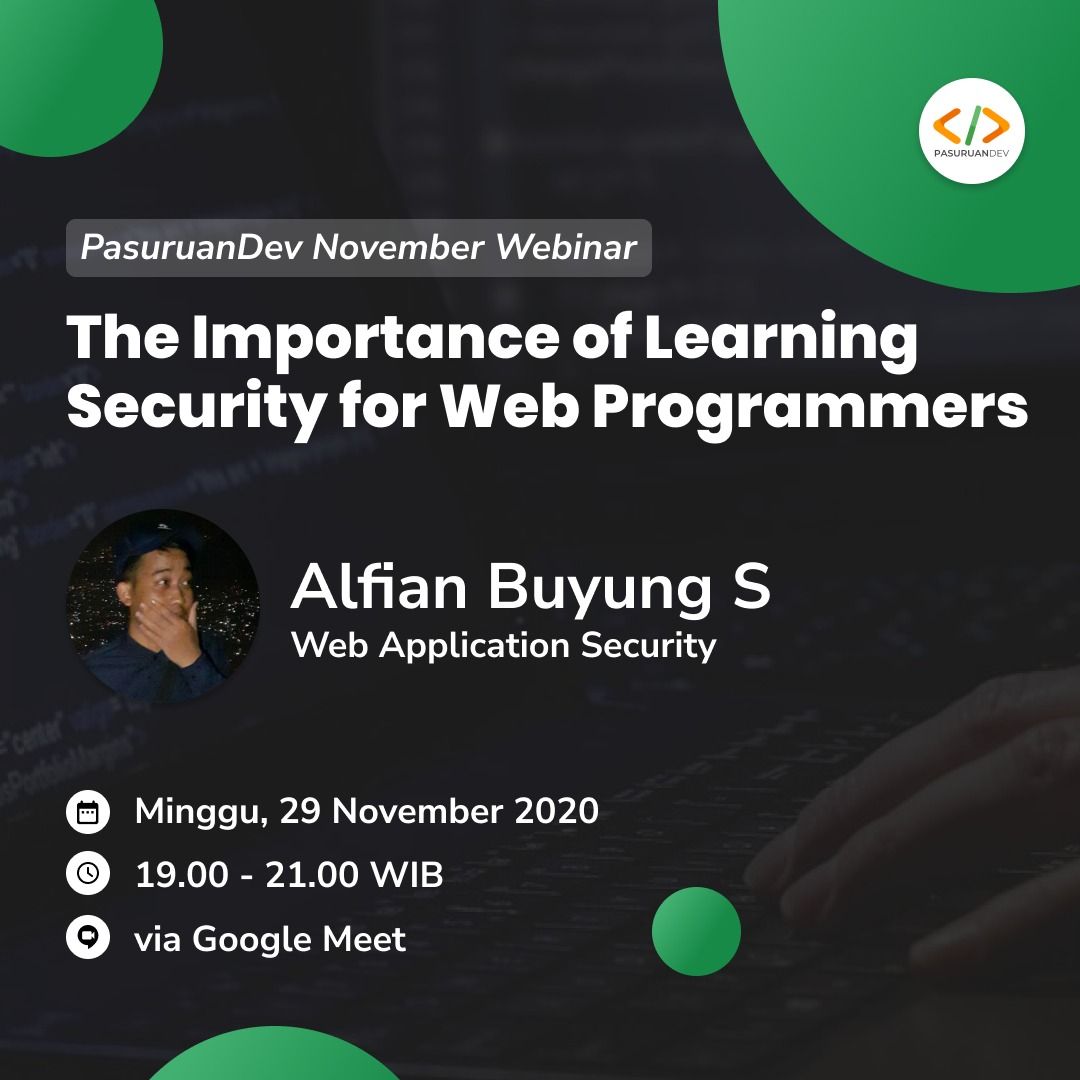 PASURUANDEV
PasuruanDev November Webinar
The Importance of Learning
Security for Web Programmers
Alfian Buyung S
Web Application Security
Minggu, 29 November 2020
19.00 - 21.00 WIB
via Google Meet